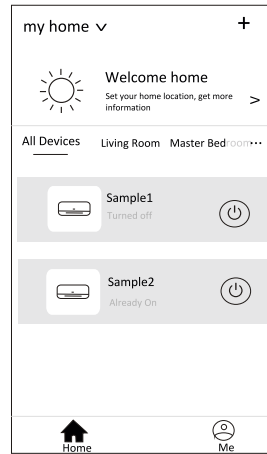 my home
Welcome home
Set your home location, get more
information
All Devices Living Room Master Bedroom
Sample1
Turned off
Sample2
Already On
Home Me